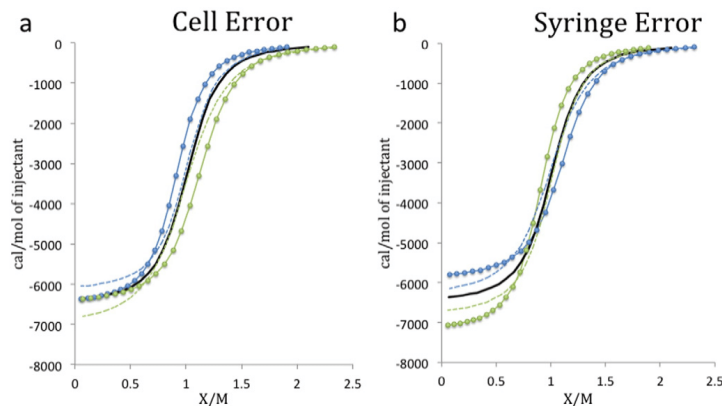 a Cell Error
0
-1000
-2000
-3000
-4000
-5000
-6000
-7000
-8000
cal/mol of injectant
0 0.5 1 1.5 2 2.5
X/M
b Syringe Error
0
-1000
-2000
-3000
-4000
-5000
-6000
-7000
-8000
cal/mol of injectant
0 0.5 1 1.5 2 2.5
X/M